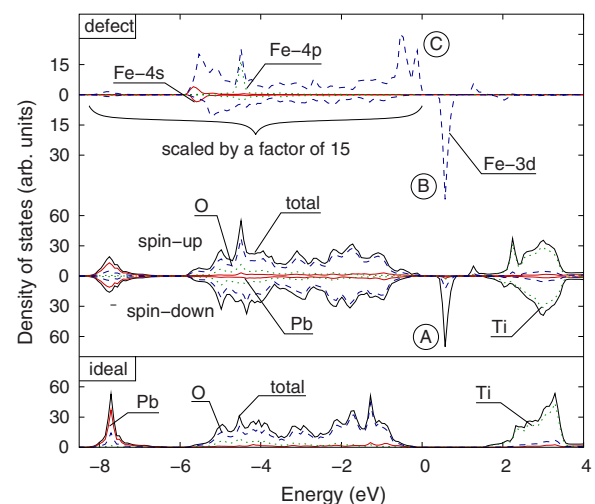 defect
C
15
Fe-4s
Fe-4p
0
15
scaled by a factor of 15
30
Fe-3d
B
60
O
total
spin-up
30
0
30
spin-down
Pb
A
Ti
60
ideal
60
Pb
O
total
Ti
30
0
-8
-6
-4
-2
0
2
4
Energy (eV)
Density of states (arb. units)